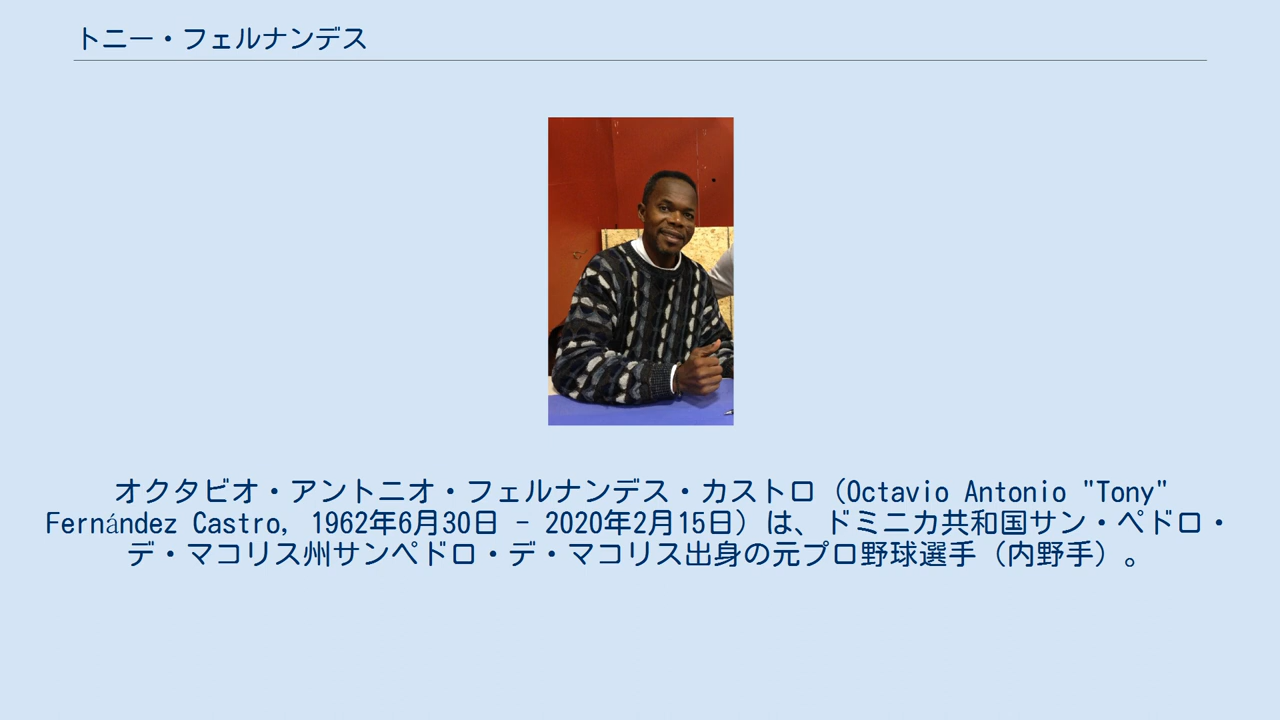 トニー・フェルナンデス
オクタビオ・アントニオ・フェルナンデス・カストロ（Octavio Antonio "Tony"
Fernández Castro, 1962年6月30日 - 2020年2月15日）は、ドミニカ共和国サン・ペドロ・
デ・マコリス州サンペドロ・デ・マコリス出身の元プロ野球選手（内野手）。